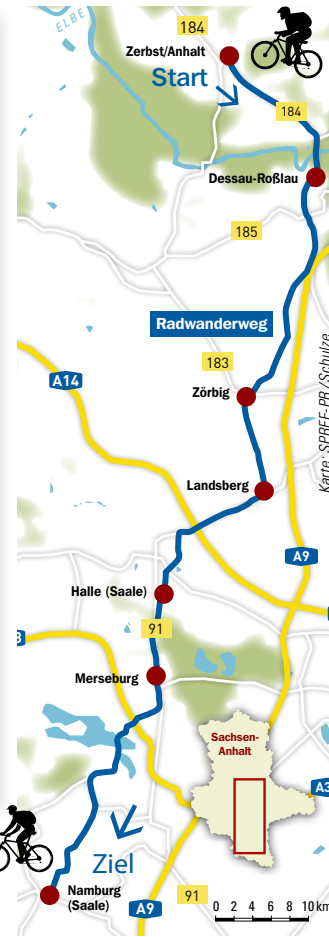 ELBE
184
Zerbst/Anhalt
Start
184
Dessau-Roßlau
185
Radwanderweg
183
Zörbig
Karte: SPREE-PR/Schulze
A14
Landsberg
A9
Halle (Saale)
91
Merseburg
Sachsen-
Anhalt
Ziel
Namburg
(Saale)
A9
91
0 2 4 6 8 10 km